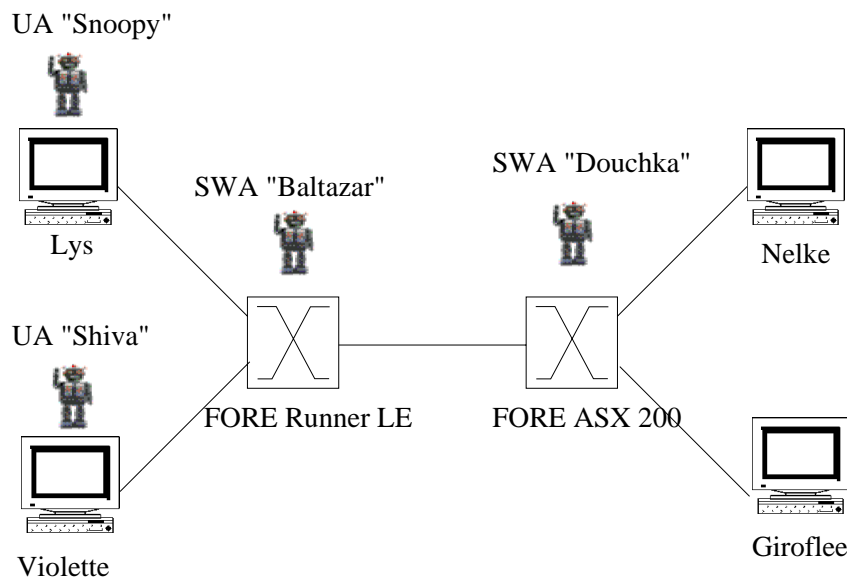 UA "Snoopy"
SWA "Douchka"
SWA "Baltazar"
Lys
Nelke
UA "Shiva"
FORE Runner LE
FORE ASX 200
Violette
Giroflee